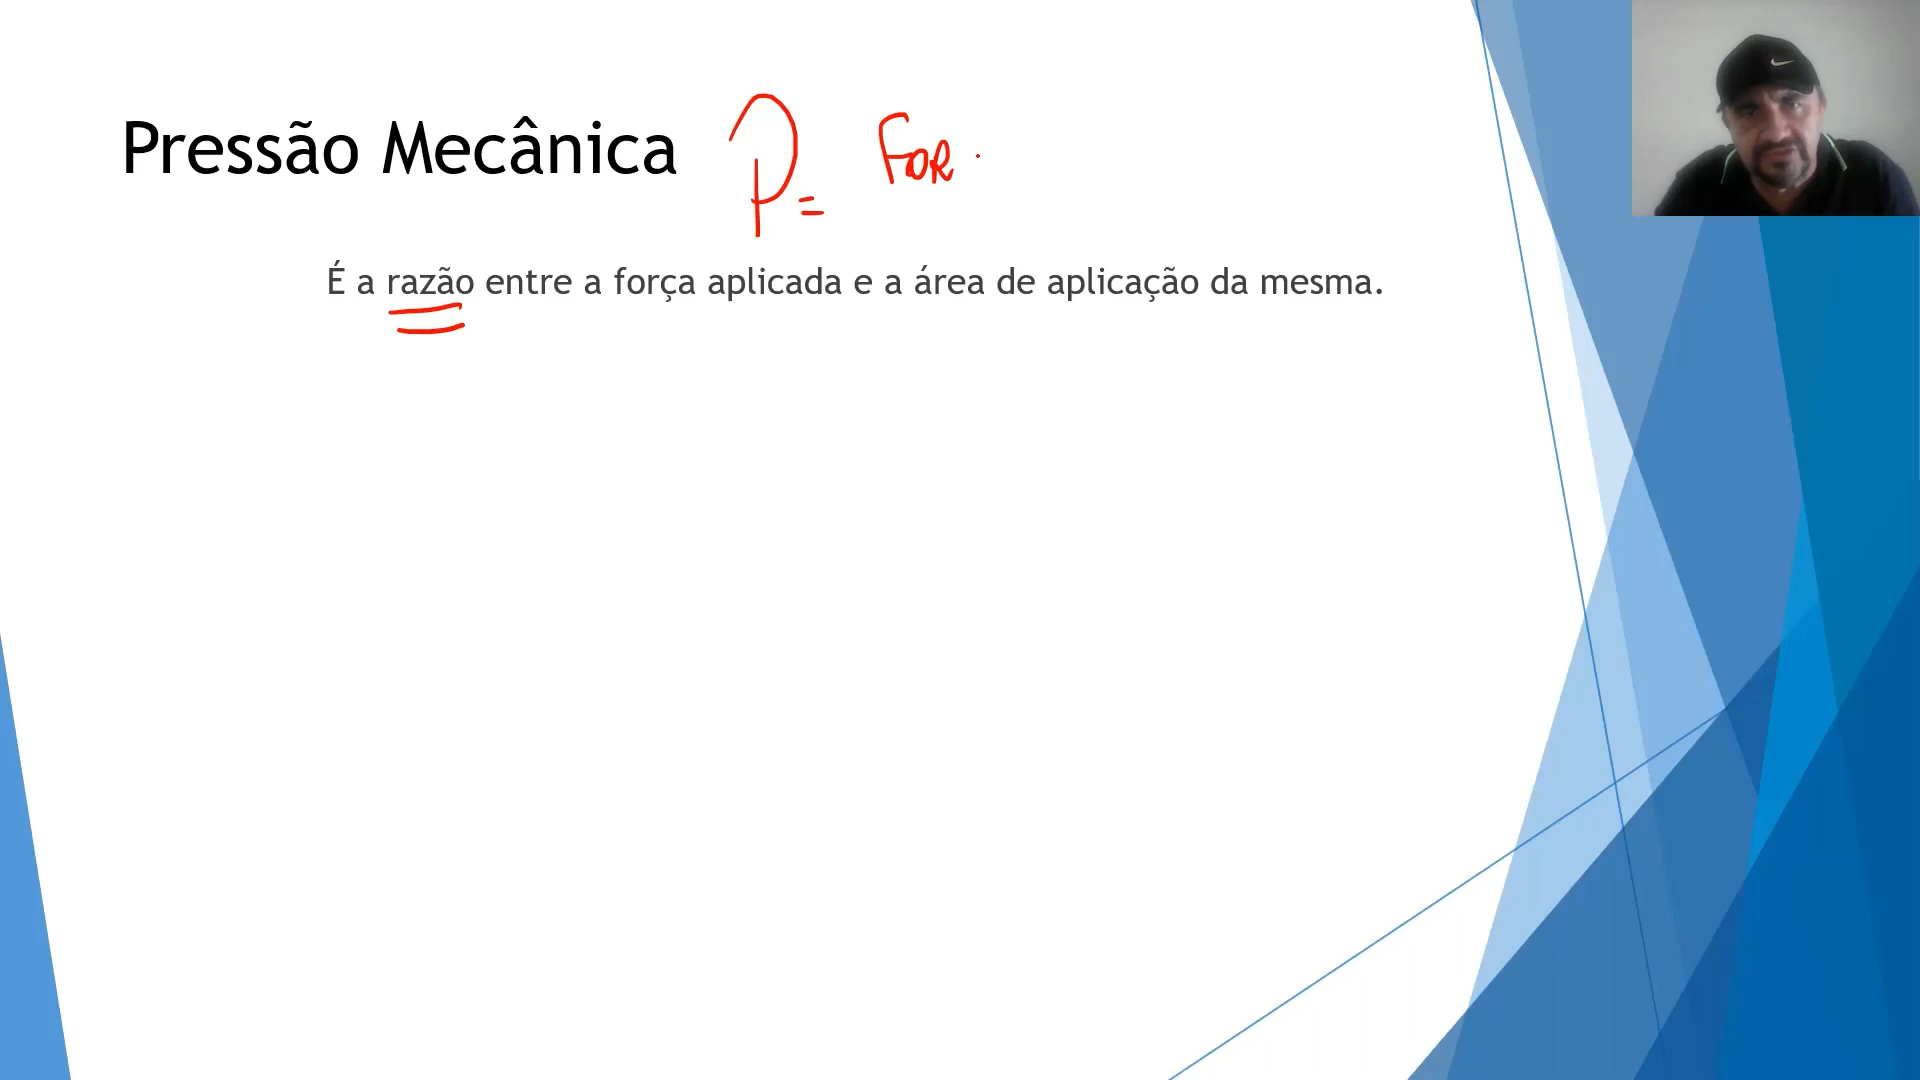 Pressão Mecânica P= FOR
É a razão entre a força aplicada e a área de aplicação da mesma.